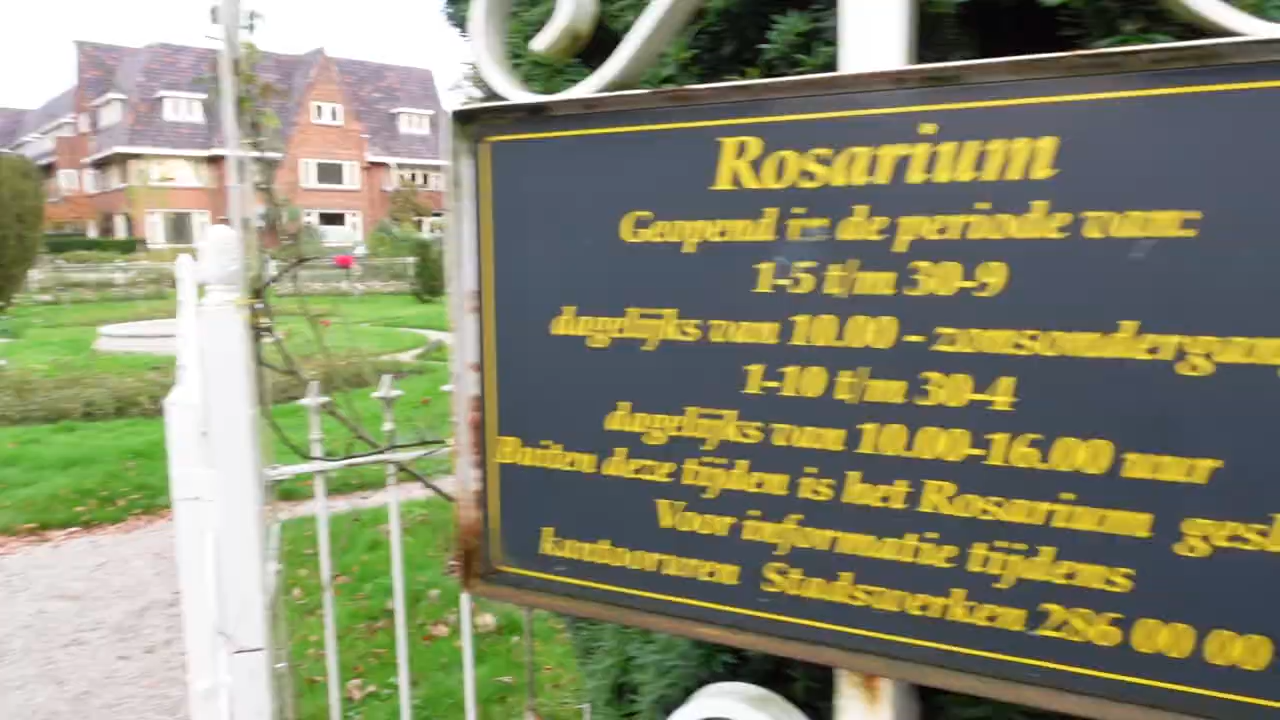 Rosarium
Geopend in de periode van:
1-5 t/m 30-9
dagelijks van 10.00 - zonsondergan
1-10 t/m 30-4
dagelijks van 10.00-16.00 uur
Buiten deze tijden is het Rosarium gesl
Voor informatie tijdens
kantooruren Stadswerken 286 00 00